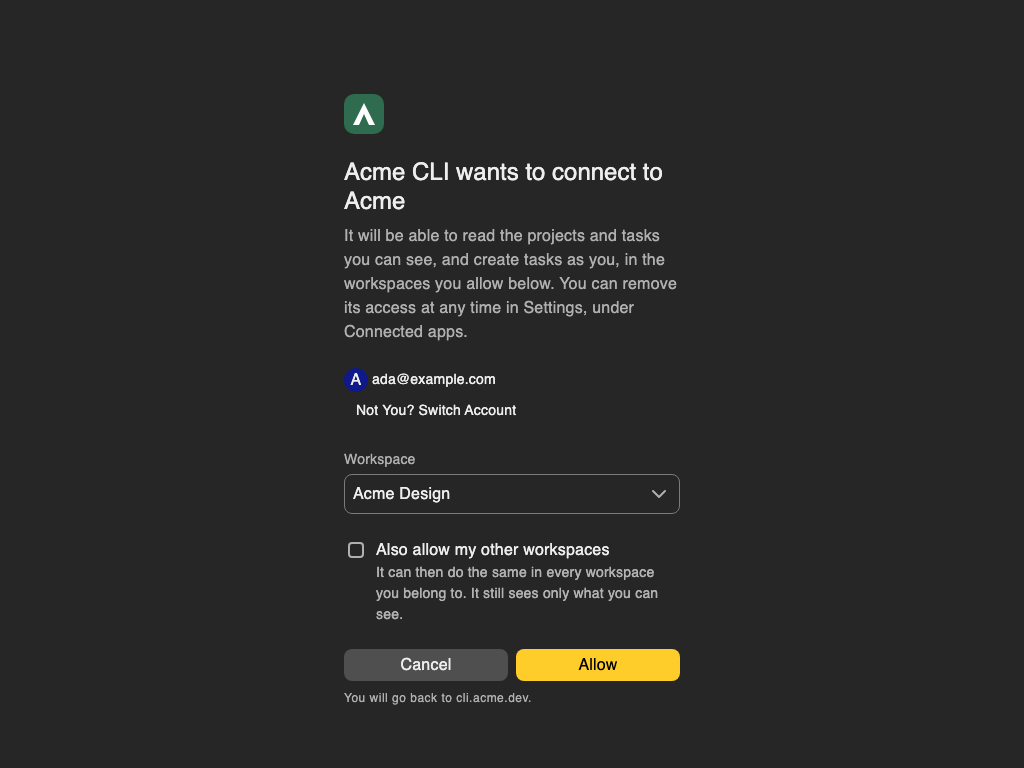 Acme CLI wants to connect to
Acme
It will be able to read the projects and tasks
you can see, and create tasks as you, in the
workspaces you allow below. You can remove
its access at any time in Settings, under
Connected apps.
A ada@example.com
Not You? Switch Account
Workspace
Acme Design
Also allow my other workspaces
It can then do the same in every workspace
you belong to. It still sees only what you can
see.
Cancel Allow
You will go back to cli.acme.dev.